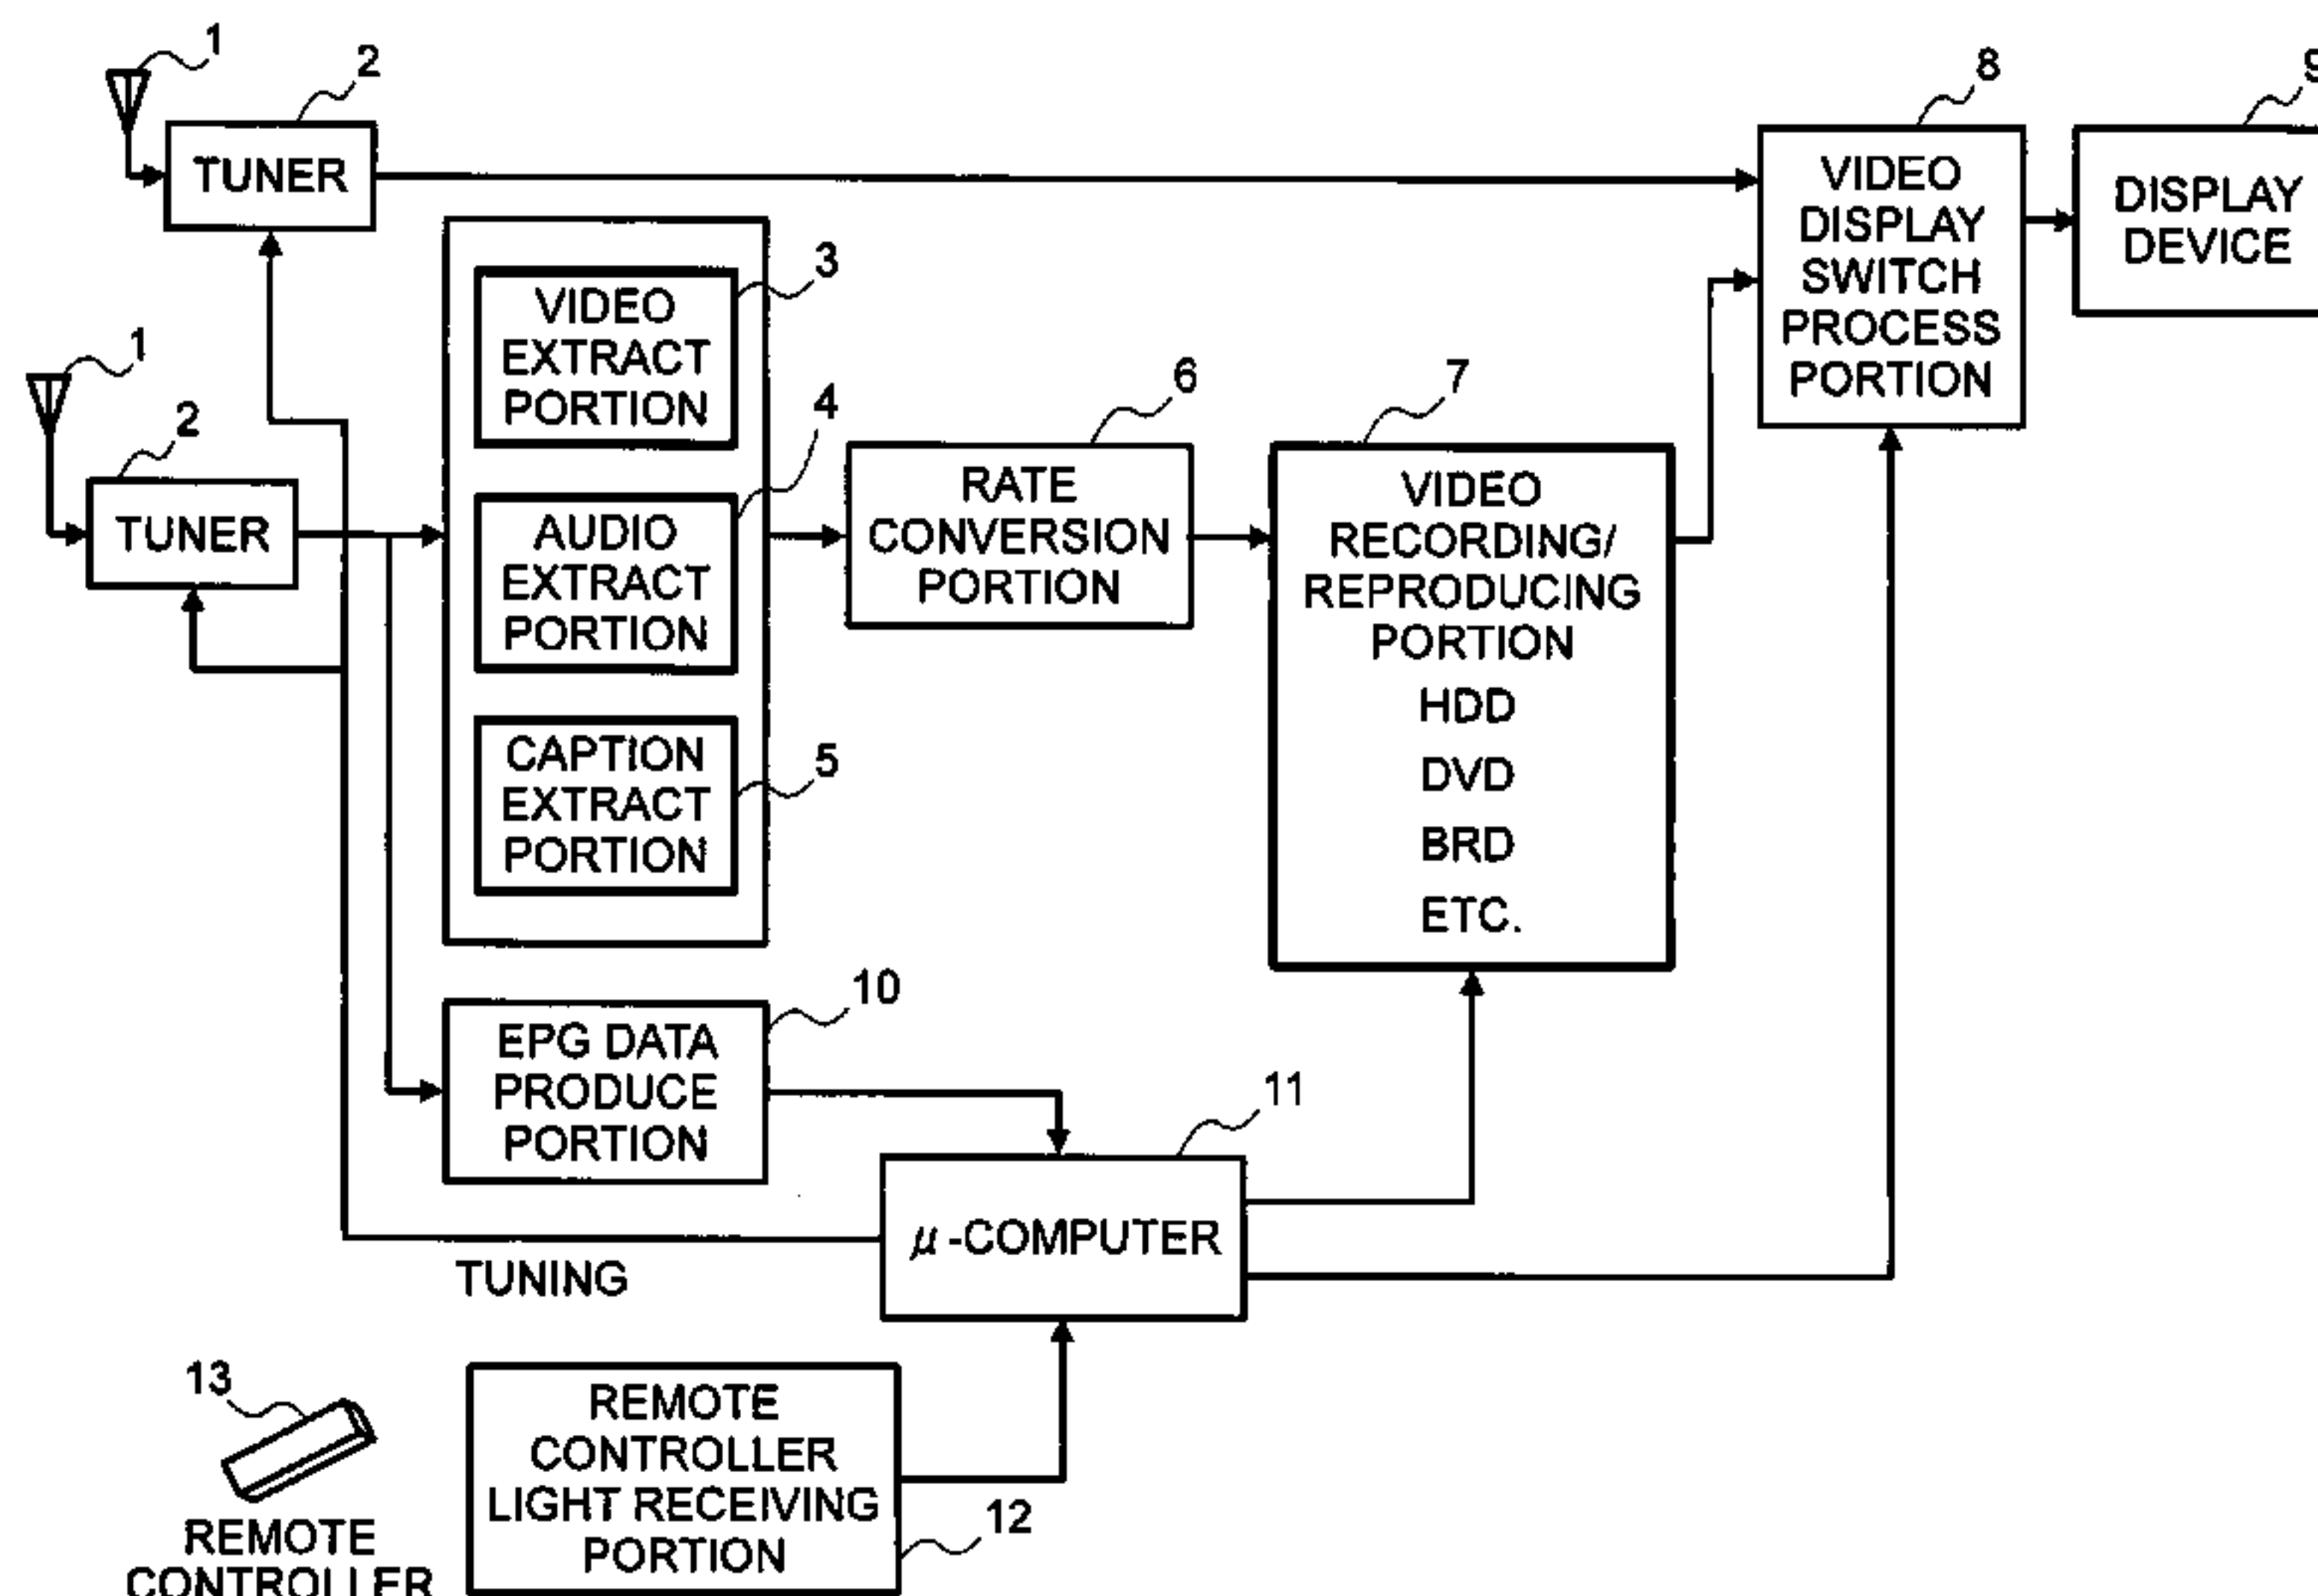 1
2
TUNER
1
2
TUNER
3
VIDEO
EXTRACT
PORTION
4
AUDIO
EXTRACT
PORTION
5
CAPTION
EXTRACT
PORTION
6
RATE
CONVERSION
PORTION
7
VIDEO
RECORDING/
REPRODUCING
PORTION
HDD
DVD
BRD
ETC.
8
VIDEO
DISPLAY
SWITCH
PROCESS
PORTION
9
DISPLAY
DEVICE
10
EPG DATA
PRODUCE
PORTION
11
μ-COMPUTER
TUNING
12
REMOTE
CONTROLLER
LIGHT RECEIVING
PORTION
13
REMOTE
CONTROLLER